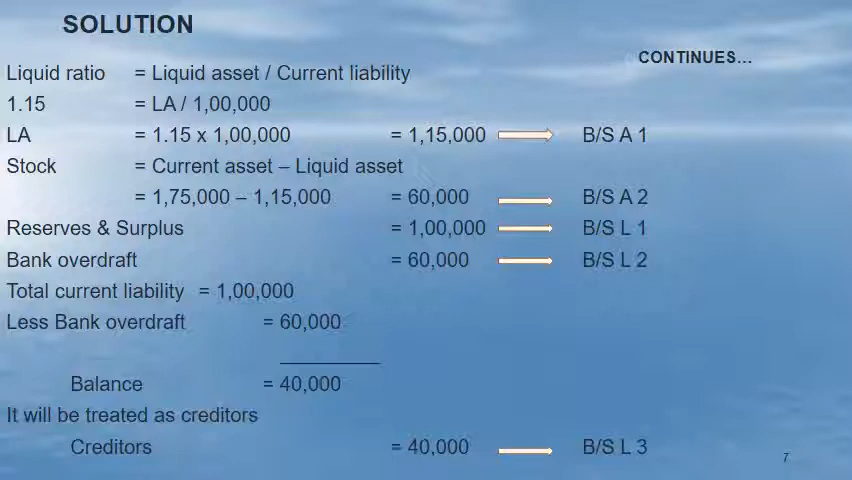 SOLUTION
CONTINUES...
Liquid ratio = Liquid asset / Current liability
1.15 = LA / 1,00,000
LA = 1.15 x 1,00,000 = 1,15,000 B/S A 1
Stock = Current asset – Liquid asset
= 1,75,000 – 1,15,000 = 60,000 B/S A 2
Reserves & Surplus = 1,00,000 B/S L 1
Bank overdraft = 60,000 B/S L 2
Total current liability = 1,00,000
Less Bank overdraft = 60,000
Balance = 40,000
It will be treated as creditors
Creditors = 40,000 B/S L 3
7